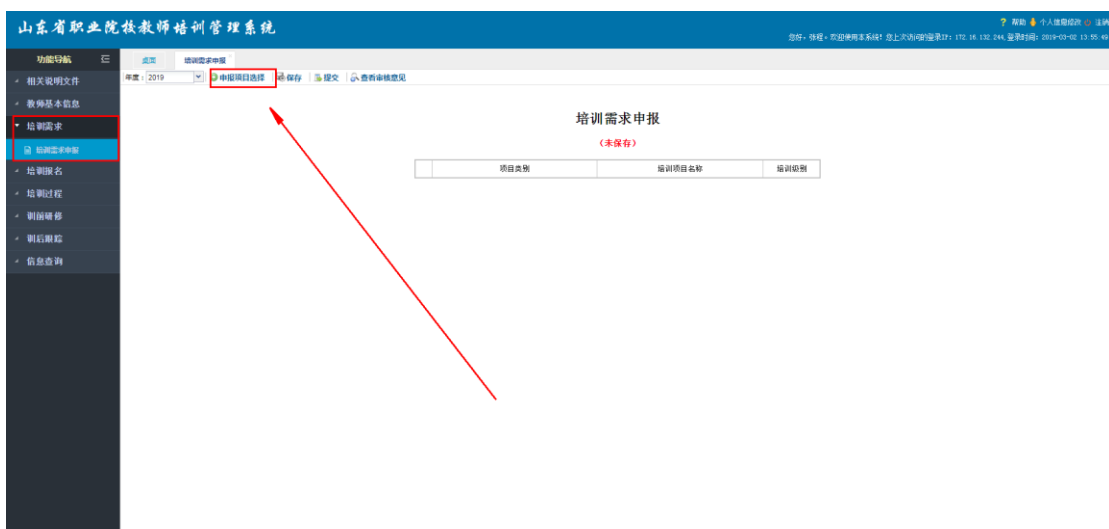 山东省职业院校教师培训管理系统
? 帮助 个人信息修改 注销
您好,张程,欢迎使用本系统! 您上次访问的登录IP:172.16.132.244,登录时间:2019-03-02 13:55:49
功能导航
桌面 培训需求申报
年度: 2019 申报项目选择 保存 提交 查看审核意见
相关说明文件
教师基本信息
培训需求
培训需求申报
培训报名
培训过程
训前研修
训后跟踪
信息查询
培训需求申报
(未保存)
项目类别 培训项目名称 培训级别